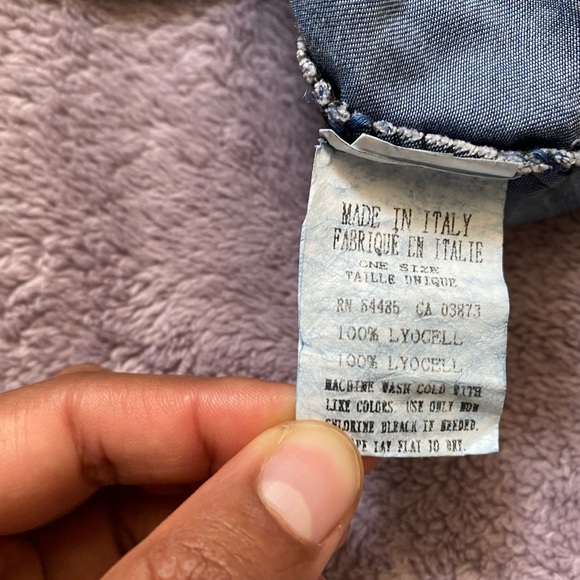 MADE IN ITALY
FABRIQUÉ EN ITALIE
ONE SIZE
TAILLE UNIQUE
RN 84485 CA 03873
100% LYOCELL
100% LYOCELL
MACHINE WASH COLD WITH
LIKE COLORS. USE ONLY NON
CHLORINE BLEACH IF NEEDED.
LAY FLAT TO DRY.